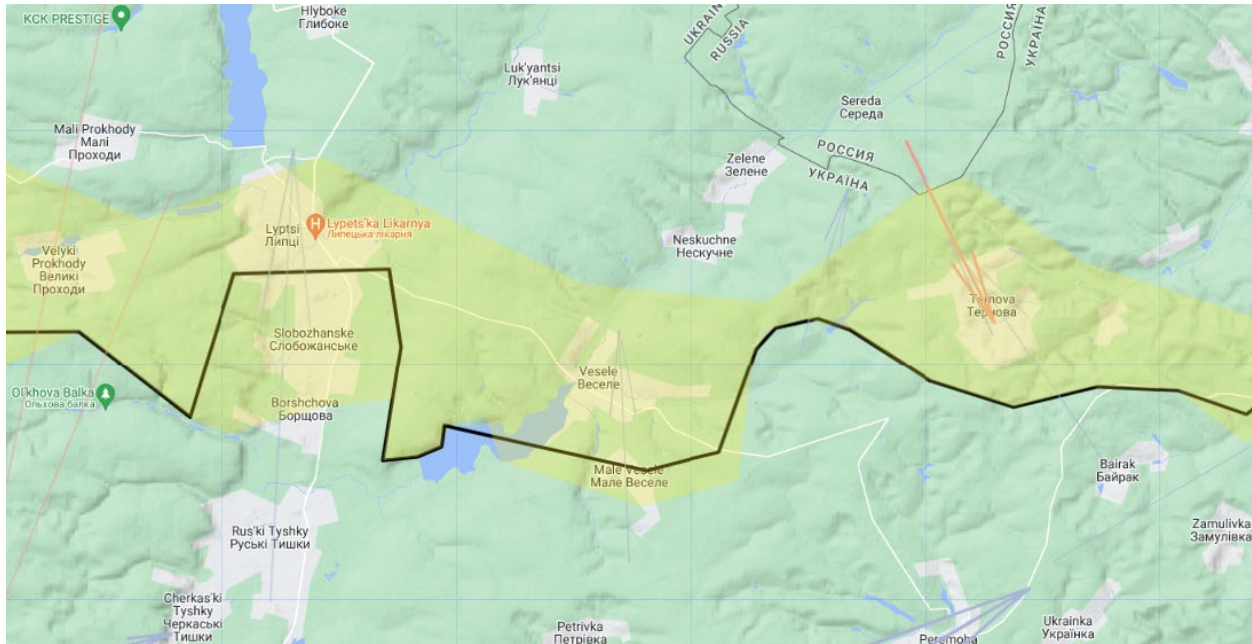 KCK PRESTIGE
Hlyboke
Глибоке
Luk'yantsi
Лук'янці
UKRAIN
RUSSIA
РОССИЯ
УКРАЇНА
Sereda
Середа
Mali Prokhody
Малі
Проходи
Zelene
Зелене
РОССИЯ
УКРАЇНА
Lyptsi
Липці
H
Lypets'ka Likarnya
Липецька лікарня
Velyki
Prokhody
Великі
Проходи
Neskuchne
Нескучне
Ternova
Тернова
Slobozhanske
Слобожанське
Vesele
Веселе
Ol'khova Balka
Ольхова балка
Borshchova
Борщова
Male Vesele
Мале Веселе
Bairak
Байрак
Rus'ki Tyshky
Руські Тишки
Zamulivka
Замулівка
Cherkas'ki
Tyshky
Черкаські
Тишки
Petrivka
Петрівка
Peremoha
Ukrainka
Українка